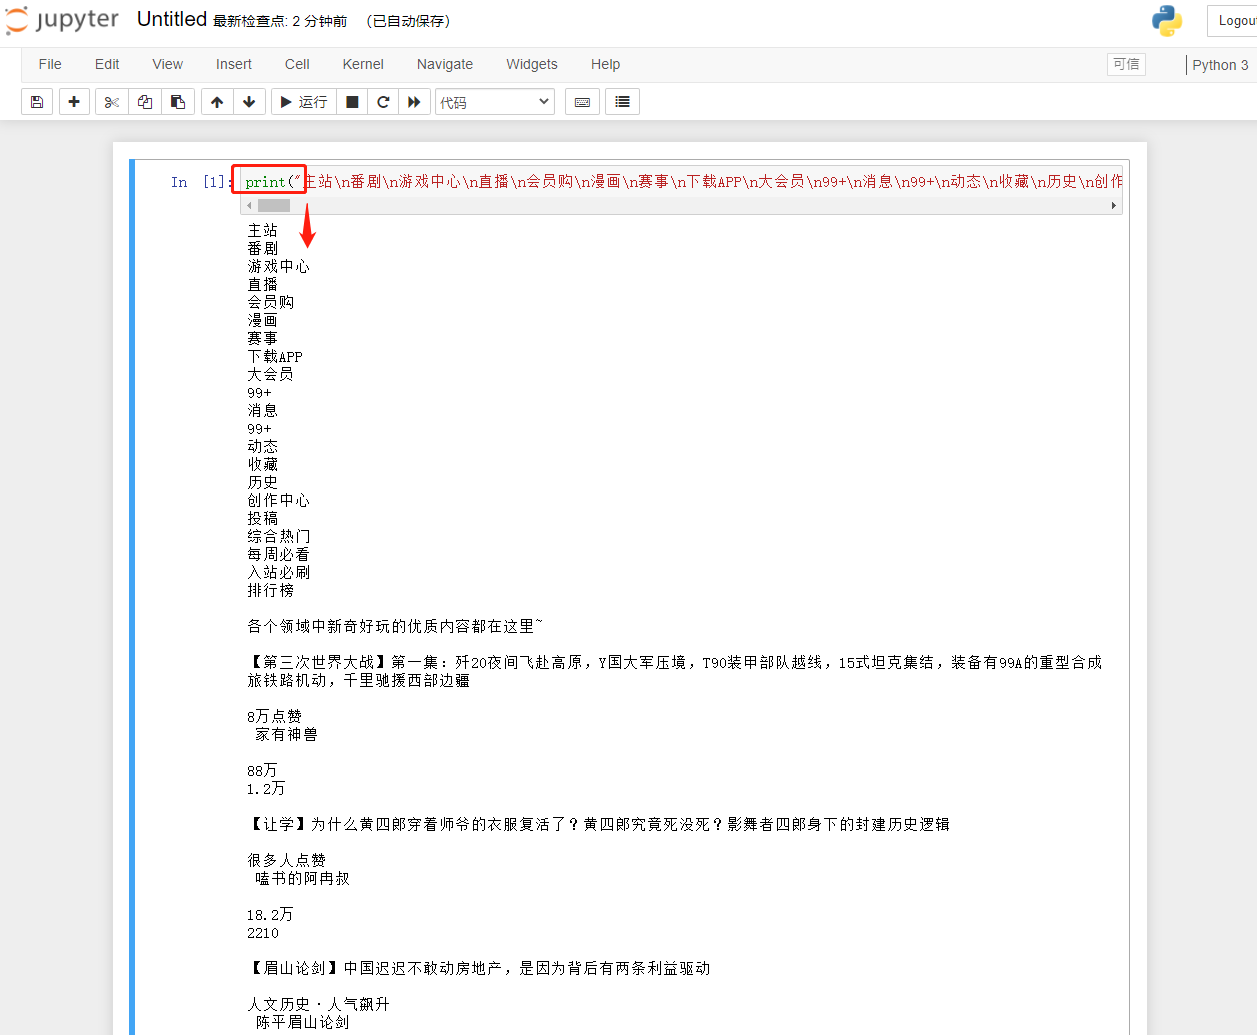 jupyter Untitled 最新检查点: 2 分钟前 (已自动保存)
File Edit View Insert Cell Kernel Navigate Widgets Help 可信 Python 3
运行 代码
In [1]: print("主站\n番剧\n游戏中心\n直播\n会员购\n漫画\n赛事\n下载APP\n大会员\n99+\n消息\n99+\n动态\n收藏\n历史\n创作
主站
番剧
游戏中心
直播
会员购
漫画
赛事
下载APP
大会员
99+
消息
99+
动态
收藏
历史
创作中心
投稿
综合热门
每周必看
入站必刷
排行榜
各个领域中新奇好玩的优质内容都在这里~
【第三次世界大战】第一集：歼20夜间飞赴高原，Y国大军压境，T90装甲部队越线，15式坦克集结，装备有99A的重型合成
旅铁路机动，千里驰援西部边疆
8万点赞
家有神兽
88万
1.2万
【让学】为什么黄四郎穿着师爷的衣服复活了？黄四郎究竟死没死？影舞者四郎身下的封建历史逻辑
很多人点赞
嗑书的阿冉叔
18.2万
2210
【眉山论剑】中国迟迟不敢动房地产，是因为背后有两条利益驱动
人文历史·人气飙升
陈平眉山论剑